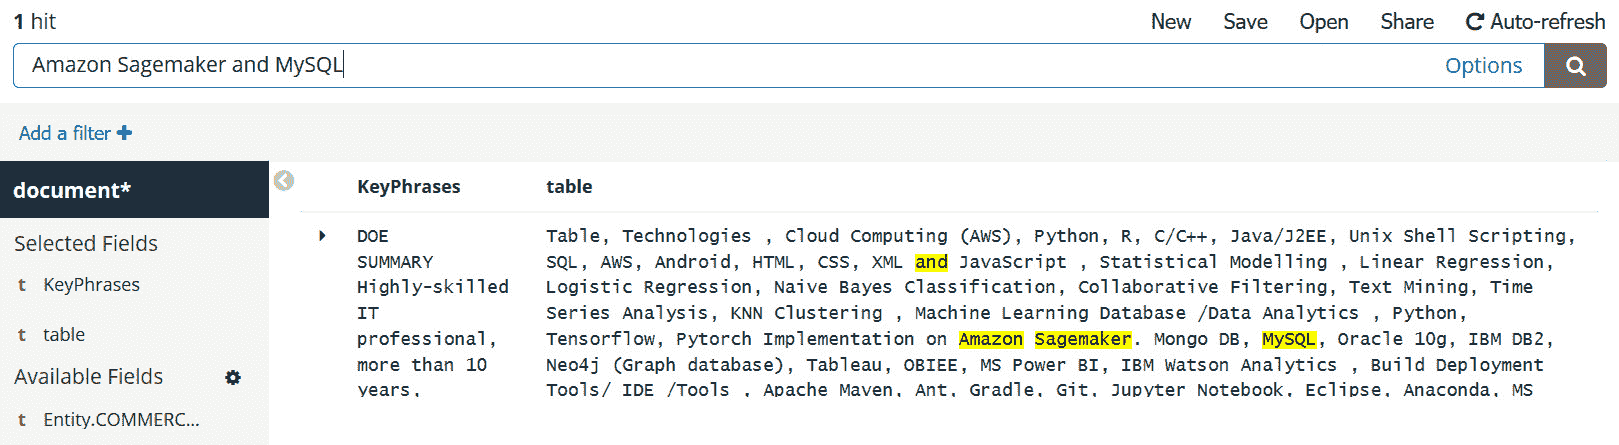 1 hit
New Save Open Share Auto-refresh
Amazon Sagemaker and MySQL
Options
Add a filter
document*
Selected Fields
t KeyPhrases
t table
Available Fields
t Entity.COMMERC...
KeyPhrases table
DOE
SUMMARY
Highly-skilled
IT
professional,
more than 10
years,
Table, Technologies , Cloud Computing (AWS), Python, R, C/C++, Java/J2EE, Unix Shell Scripting,
SQL, AWS, Android, HTML, CSS, XML and JavaScript , Statistical Modelling , Linear Regression,
Logistic Regression, Naive Bayes Classification, Collaborative Filtering, Text Mining, Time
Series Analysis, KNN Clustering , Machine Learning Database /Data Analytics , Python,
Tensorflow, Pytorch Implementation on Amazon Sagemaker. Mongo DB, MySQL, Oracle 10g, IBM DB2,
Neo4j (Graph database), Tableau, OBIEE, MS Power BI, IBM Watson Analytics , Build Deployment
Tools/ IDE /Tools , Apache Maven, Ant, Gradle, Git, Jupyter Notebook, Eclipse, Anaconda, MS